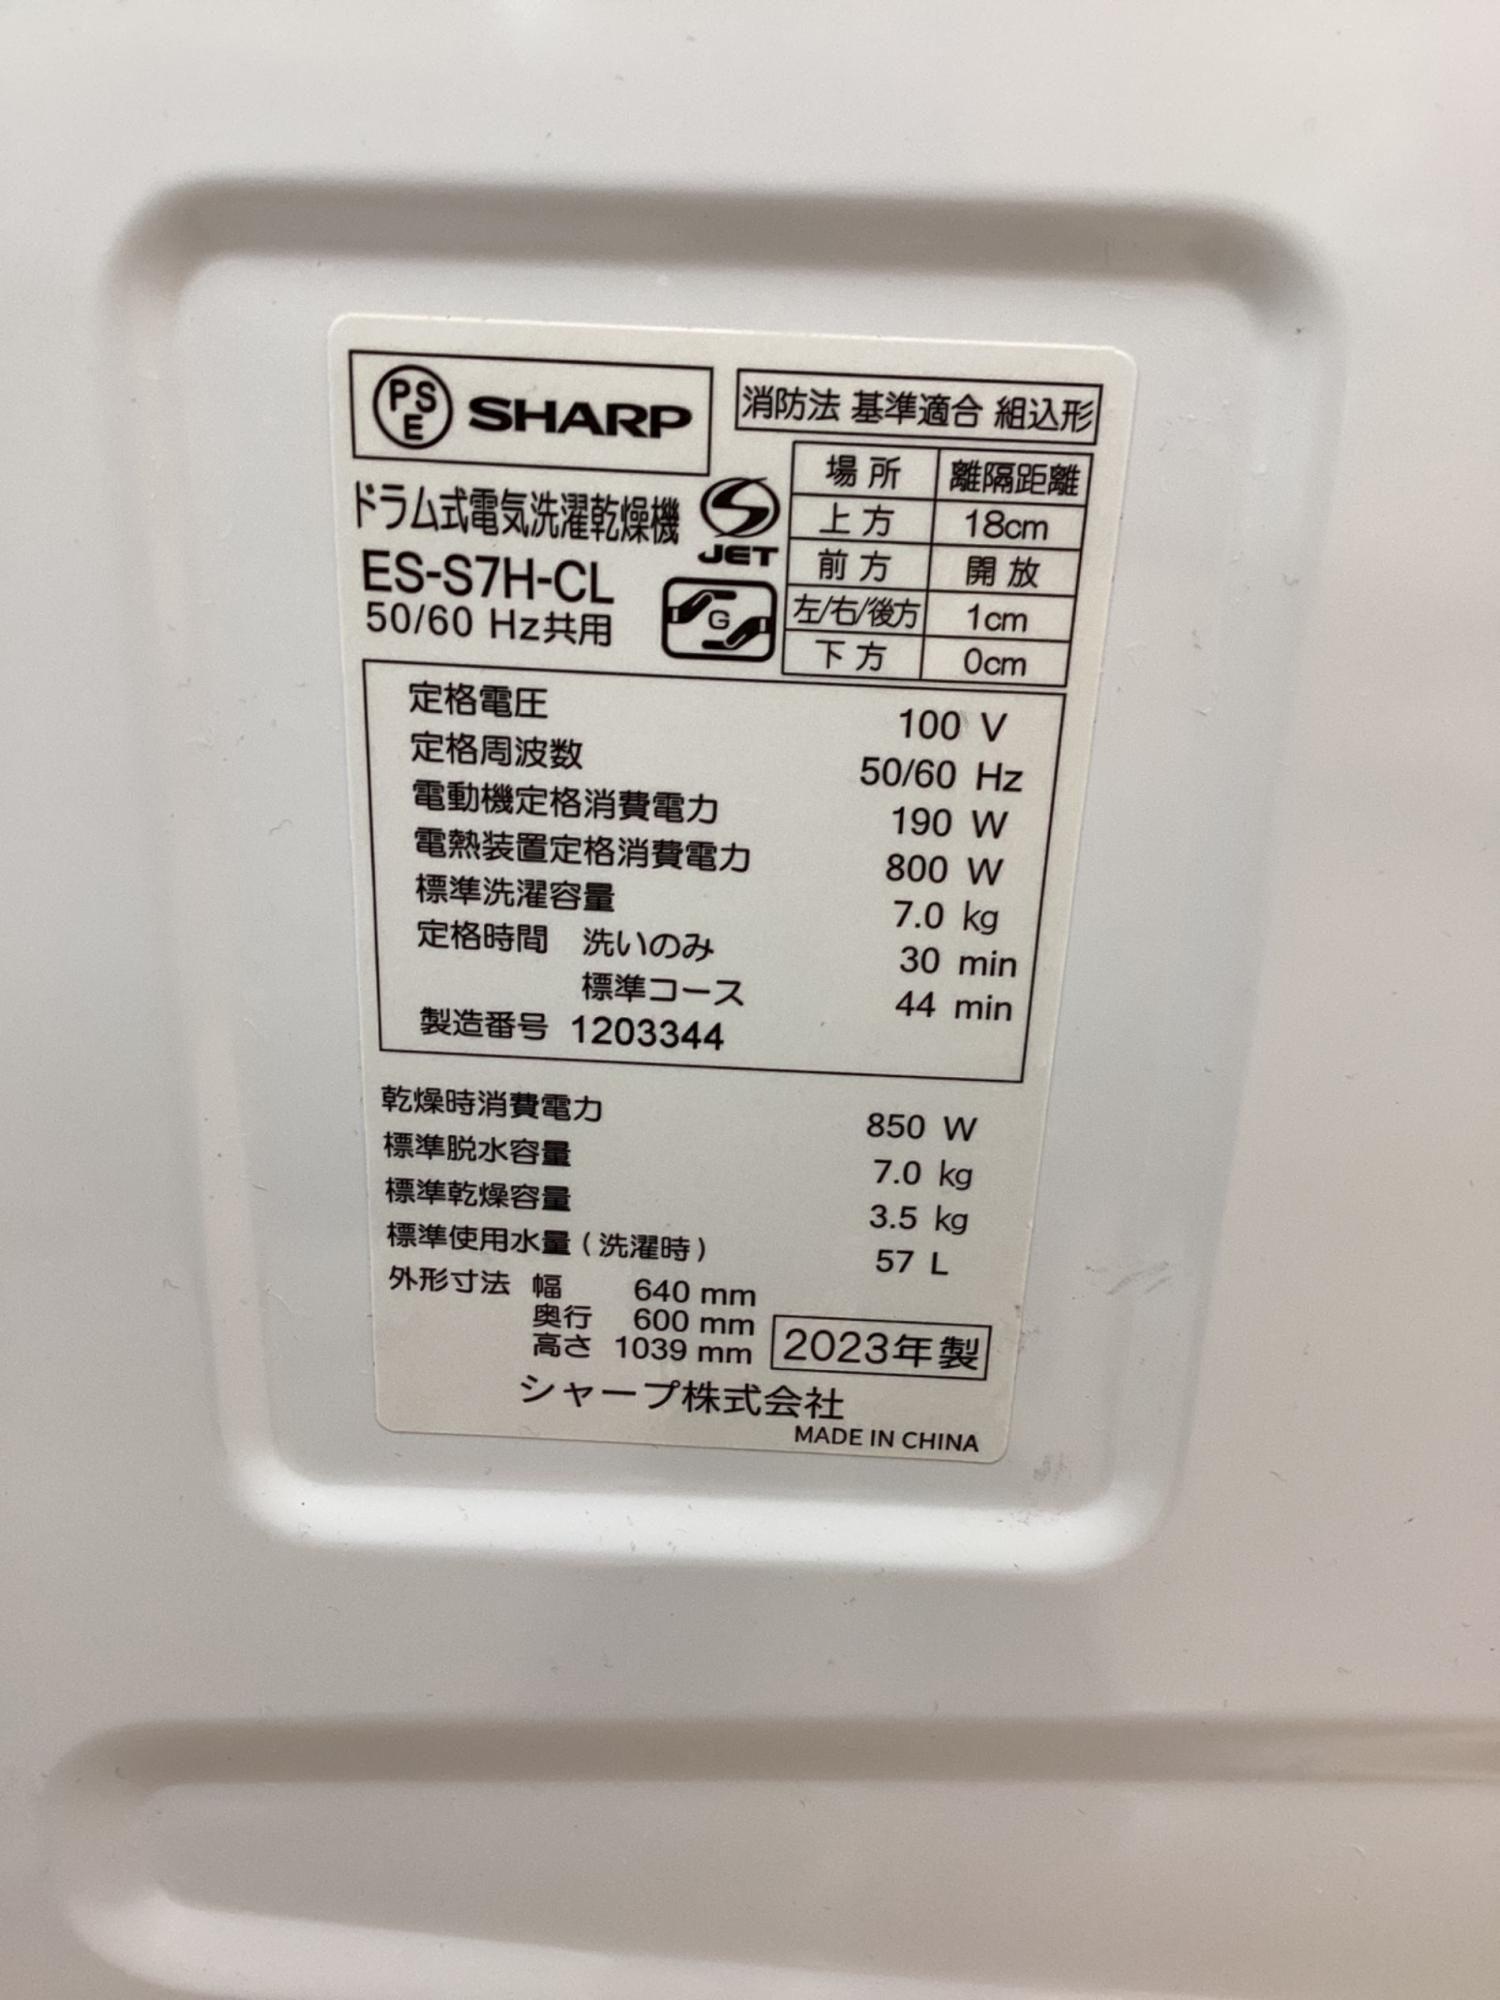 PSE SHARP
消防法 基準適合 組込形
ドラム式電気洗濯乾燥機
JET
ES-S7H-CL
G
50/60 Hz共用
場所 離隔距離
上方 18cm
前方 開放
左/右/後方 1cm
下方 0cm
定格電圧 100 V
定格周波数 50/60 Hz
電動機定格消費電力 190 W
電熱装置定格消費電力 800 W
標準洗濯容量 7.0 kg
定格時間 洗いのみ 30 min
標準コース 44 min
製造番号 1203344
乾燥時消費電力 850 W
標準脱水容量 7.0 kg
標準乾燥容量 3.5 kg
標準使用水量(洗濯時) 57 L
外形寸法 幅 640 mm
奥行 600 mm
高さ 1039 mm
2023年製
シャープ株式会社
MADE IN CHINA